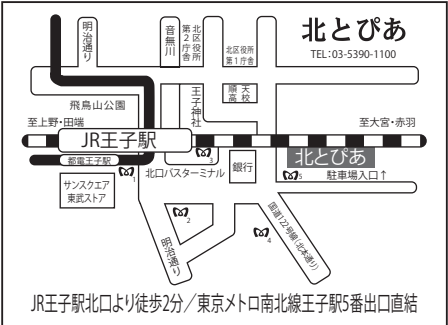 北とぴあ
TEL:03-5390-1100
明治通り
音無川
北区役所
第2庁舎
北区役所
第1庁舎
飛鳥山公園
王子神社
順天
高校
至上野・田端
JR王子駅
至大宮・赤羽
都電王子駅
1
3
北口バスターミナル
銀行
北とぴあ
5
駐車場入口↑
サンスクエア
東武ストア
2
明治通り
4
国道122号線(北本通り)
JR王子駅北口より徒歩2分/東京メトロ南北線王子駅5番出口直結